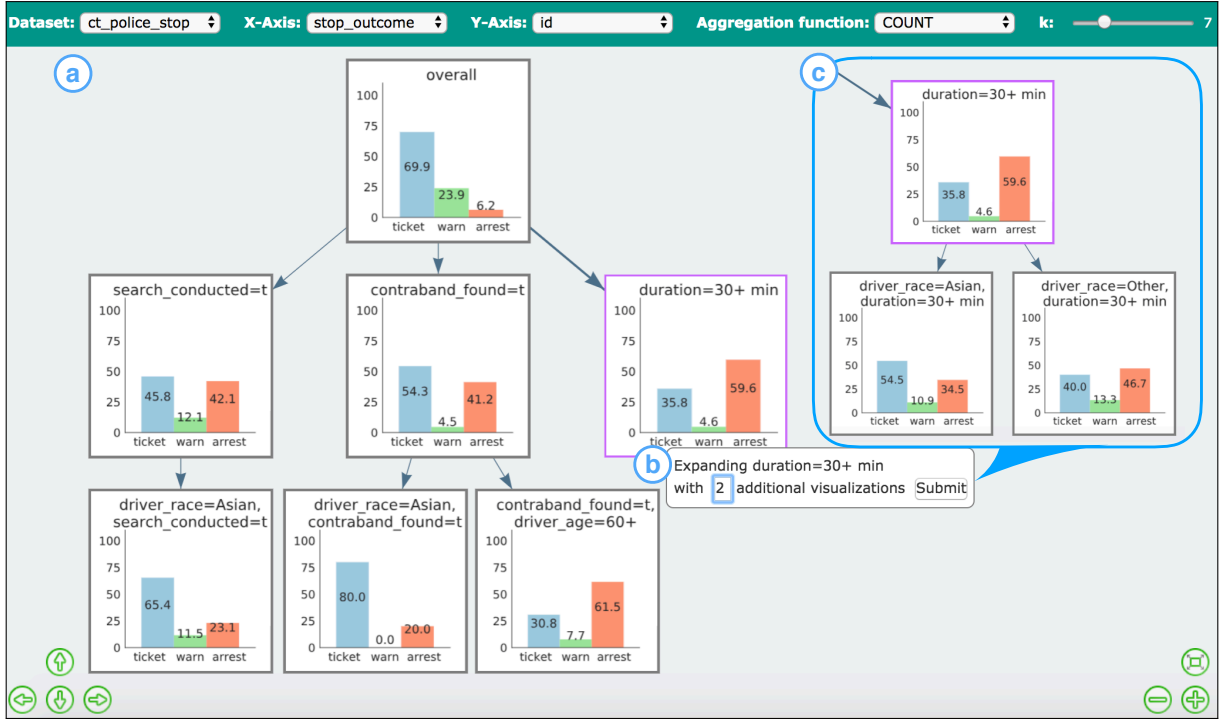 Dataset: ct_police_stop X-Axis: stop_outcome Y-Axis: id Aggregation function: COUNT k: 7
a
overall
100
75
50
25
0
69.9
23.9
6.2
ticket warn arrest
search_conducted=t
100
75
50
25
0
45.8
12.1
42.1
ticket warn arrest
contraband_found=t
100
75
50
25
0
54.3
4.5
41.2
ticket warn arrest
duration=30+ min
100
75
50
25
0
35.8
4.6
59.6
ticket warn arrest
driver_race=Asian,
search_conducted=t
100
75
50
25
0
65.4
11.5
23.1
ticket warn arrest
driver_race=Asian,
contraband_found=t
100
75
50
25
0
80.0
0.0
20.0
ticket warn arrest
contraband_found=t,
driver_age=60+
100
75
50
25
0
30.8
7.7
61.5
ticket warn arrest
b
Expanding duration=30+ min
with 2 additional visualizations Submit
c
duration=30+ min
100
75
50
25
0
35.8
4.6
59.6
ticket warn arrest
driver_race=Asian,
duration=30+ min
100
75
50
25
0
54.5
10.9
34.5
ticket warn arrest
driver_race=Other,
duration=30+ min
100
75
50
25
0
40.0
13.3
46.7
ticket warn arrest